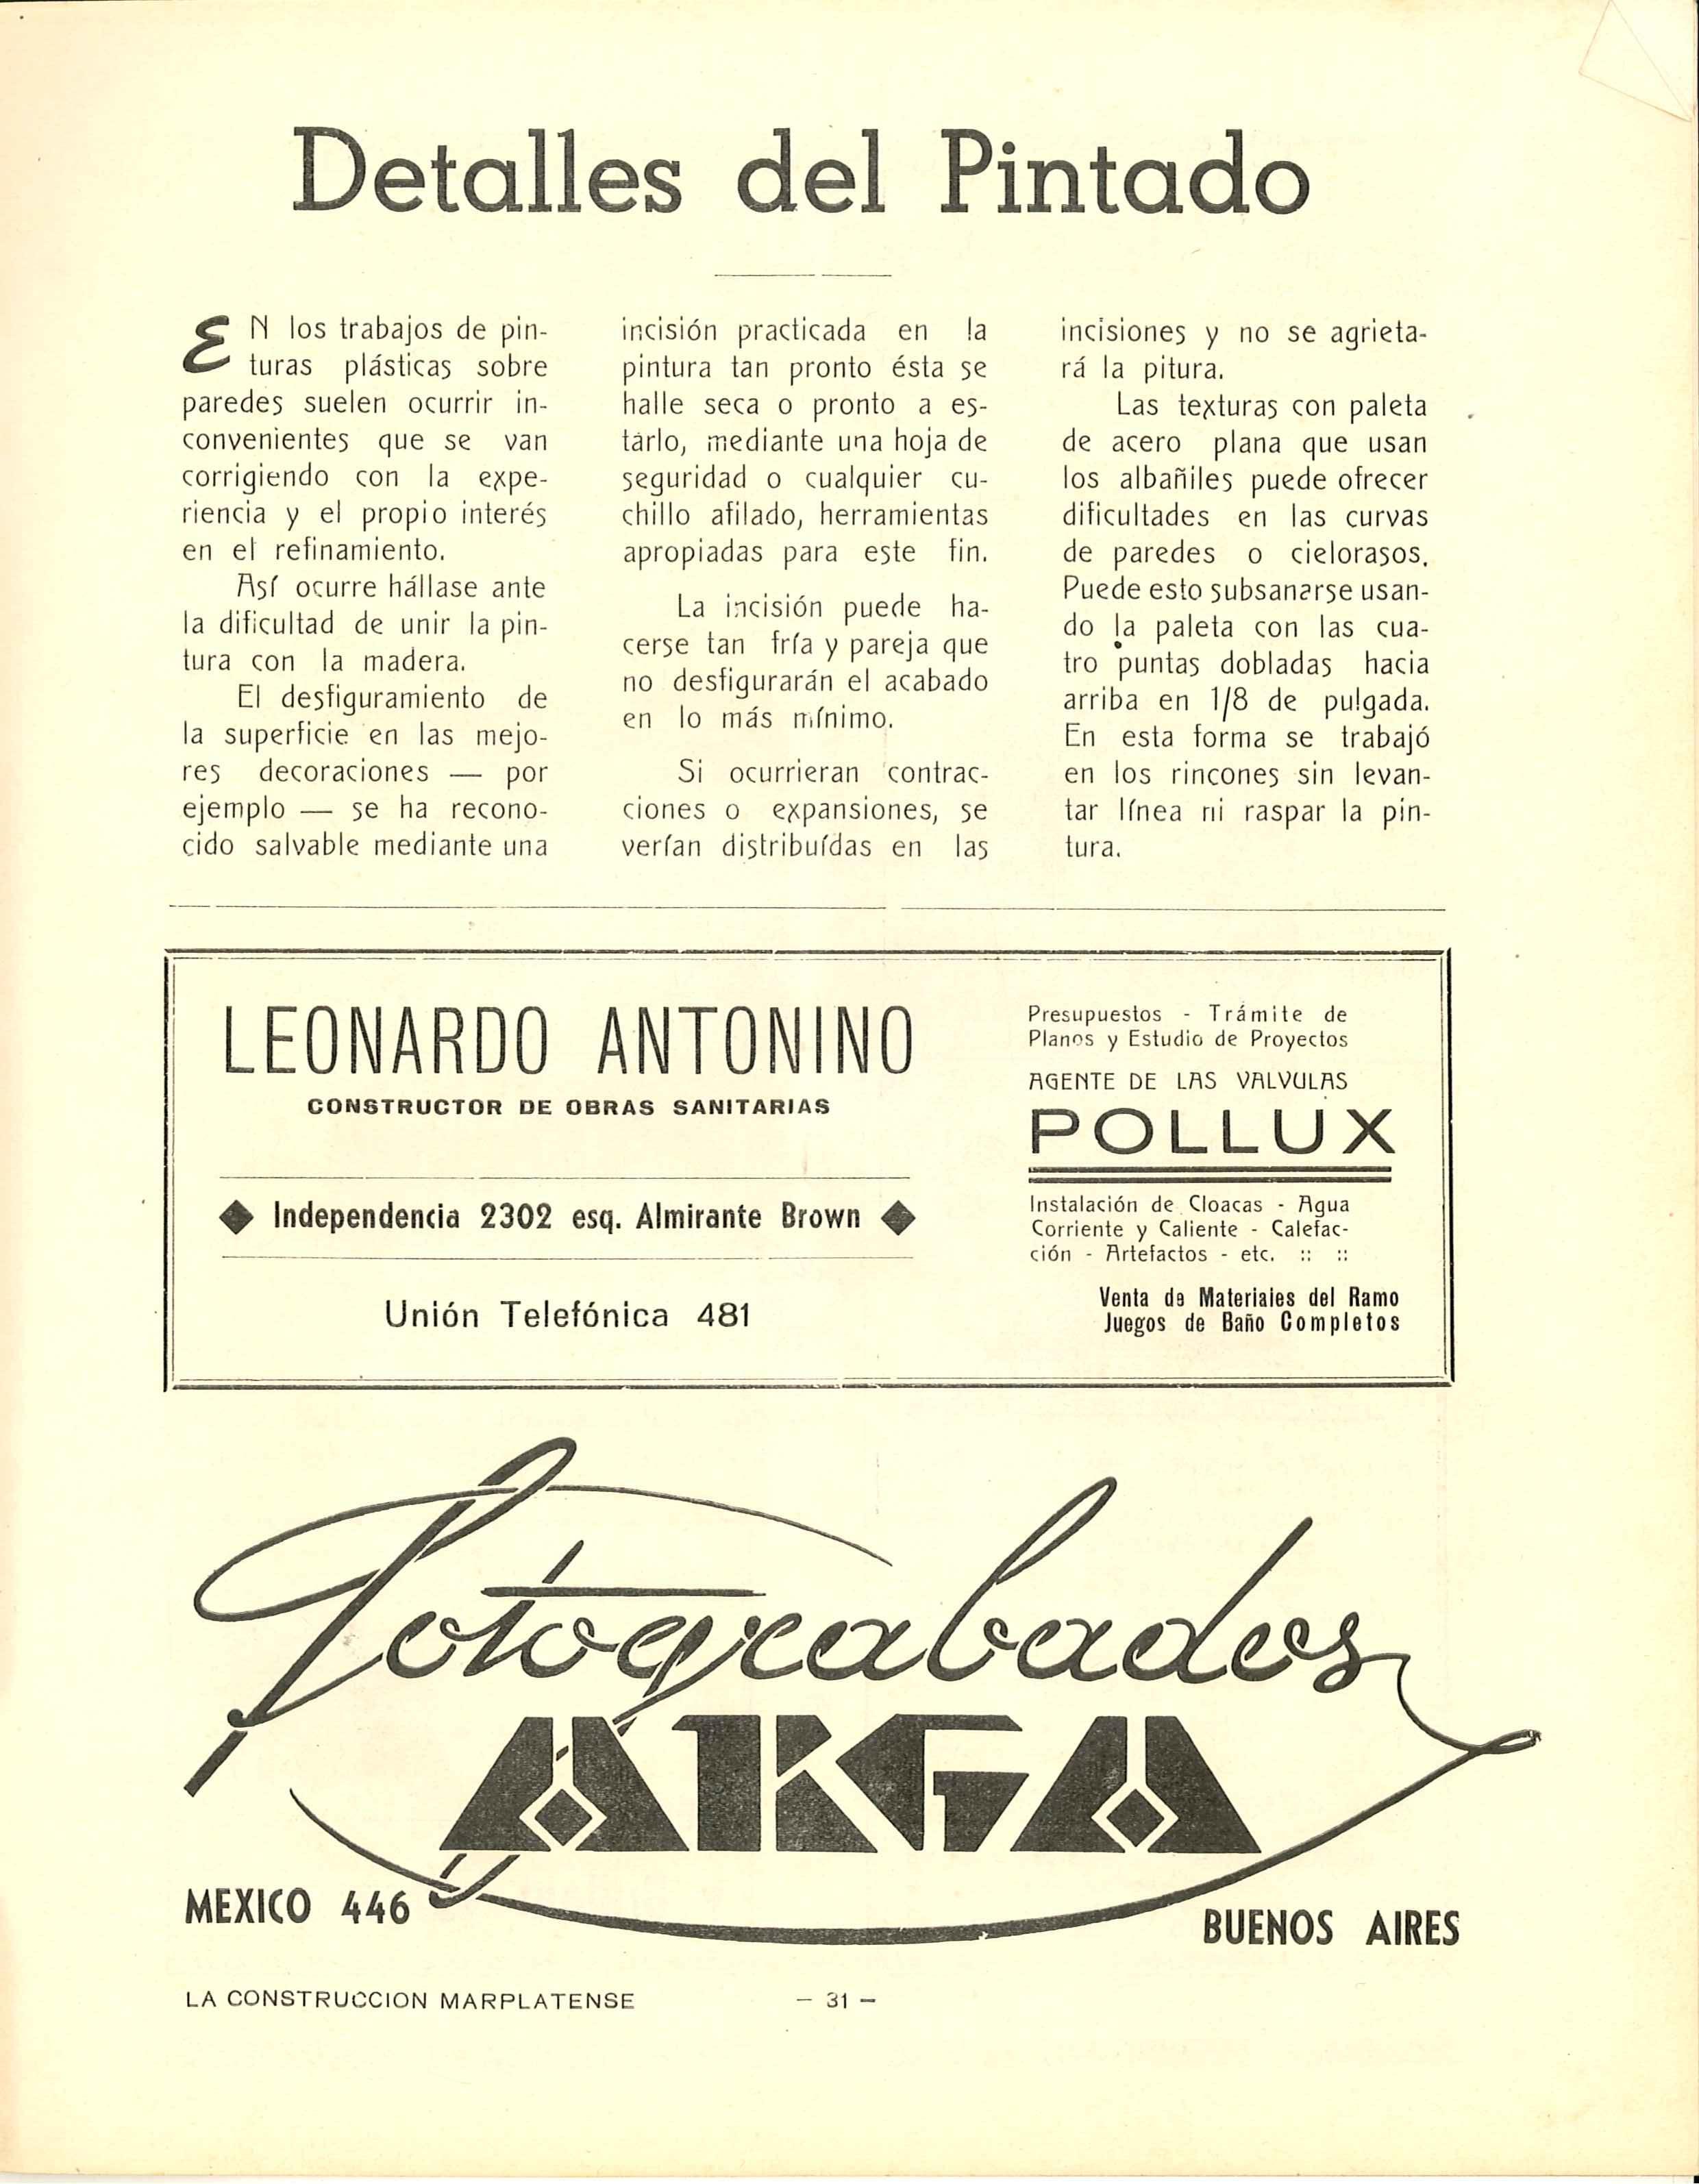 Detalles del Pintado
EN los trabajos de pin-
turas plásticas sobre
paredes suelen ocurrir in-
convenientes que se van
corrigiendo con la expe-
riencia y el propio interés
en el refinamiento.
Así ocurre hállase ante
la dificultad de unir la pin-
tura con la madera.
El desfiguramiento de
la superficie en las mejo-
res decoraciones — por
ejemplo — se ha recono-
cido salvable mediante una
incisión practicada en la
pintura tan pronto ésta se
halle seca o pronto a es-
tarlo, mediante una hoja de
seguridad o cualquier cu-
chillo afilado, herramientas
apropiadas para este fin.
La incisión puede ha-
cerse tan fría y pareja que
no desfigurarán el acabado
en lo más mínimo.
Si ocurrieran contrac-
ciones o expansiones, se
verían distribuídas en las
incisiones y no se agrieta-
rá la pitura.
Las texturas con paleta
de acero plana que usan
los albañiles puede ofrecer
dificultades en las curvas
de paredes o cielorasos.
Puede esto subsanarse usan-
do la paleta con las cua-
tro puntas dobladas hacia
arriba en 1/8 de pulgada.
En esta forma se trabajó
en los rincones sin levan-
tar línea ni raspar la pin-
tura.
LEONARDO ANTONINO
CONSTRUCTOR DE OBRAS SANITARIAS
Independencia 2302 esq. Almirante Brown
Unión Telefónica 481
Presupuestos - Trámite de
Planos y Estudio de Proyectos
AGENTE DE LAS VALVULAS
POLLUX
Instalación de Cloacas - Agua
Corriente y Caliente - Calefac-
ción - Artefactos - etc. :: ::
Venta de Materiales del Ramo
Juegos de Baño Completos
Fotograbados
ARGA
MEXICO 446
BUENOS AIRES
LA CONSTRUCCION MARPLATENSE — 31 —